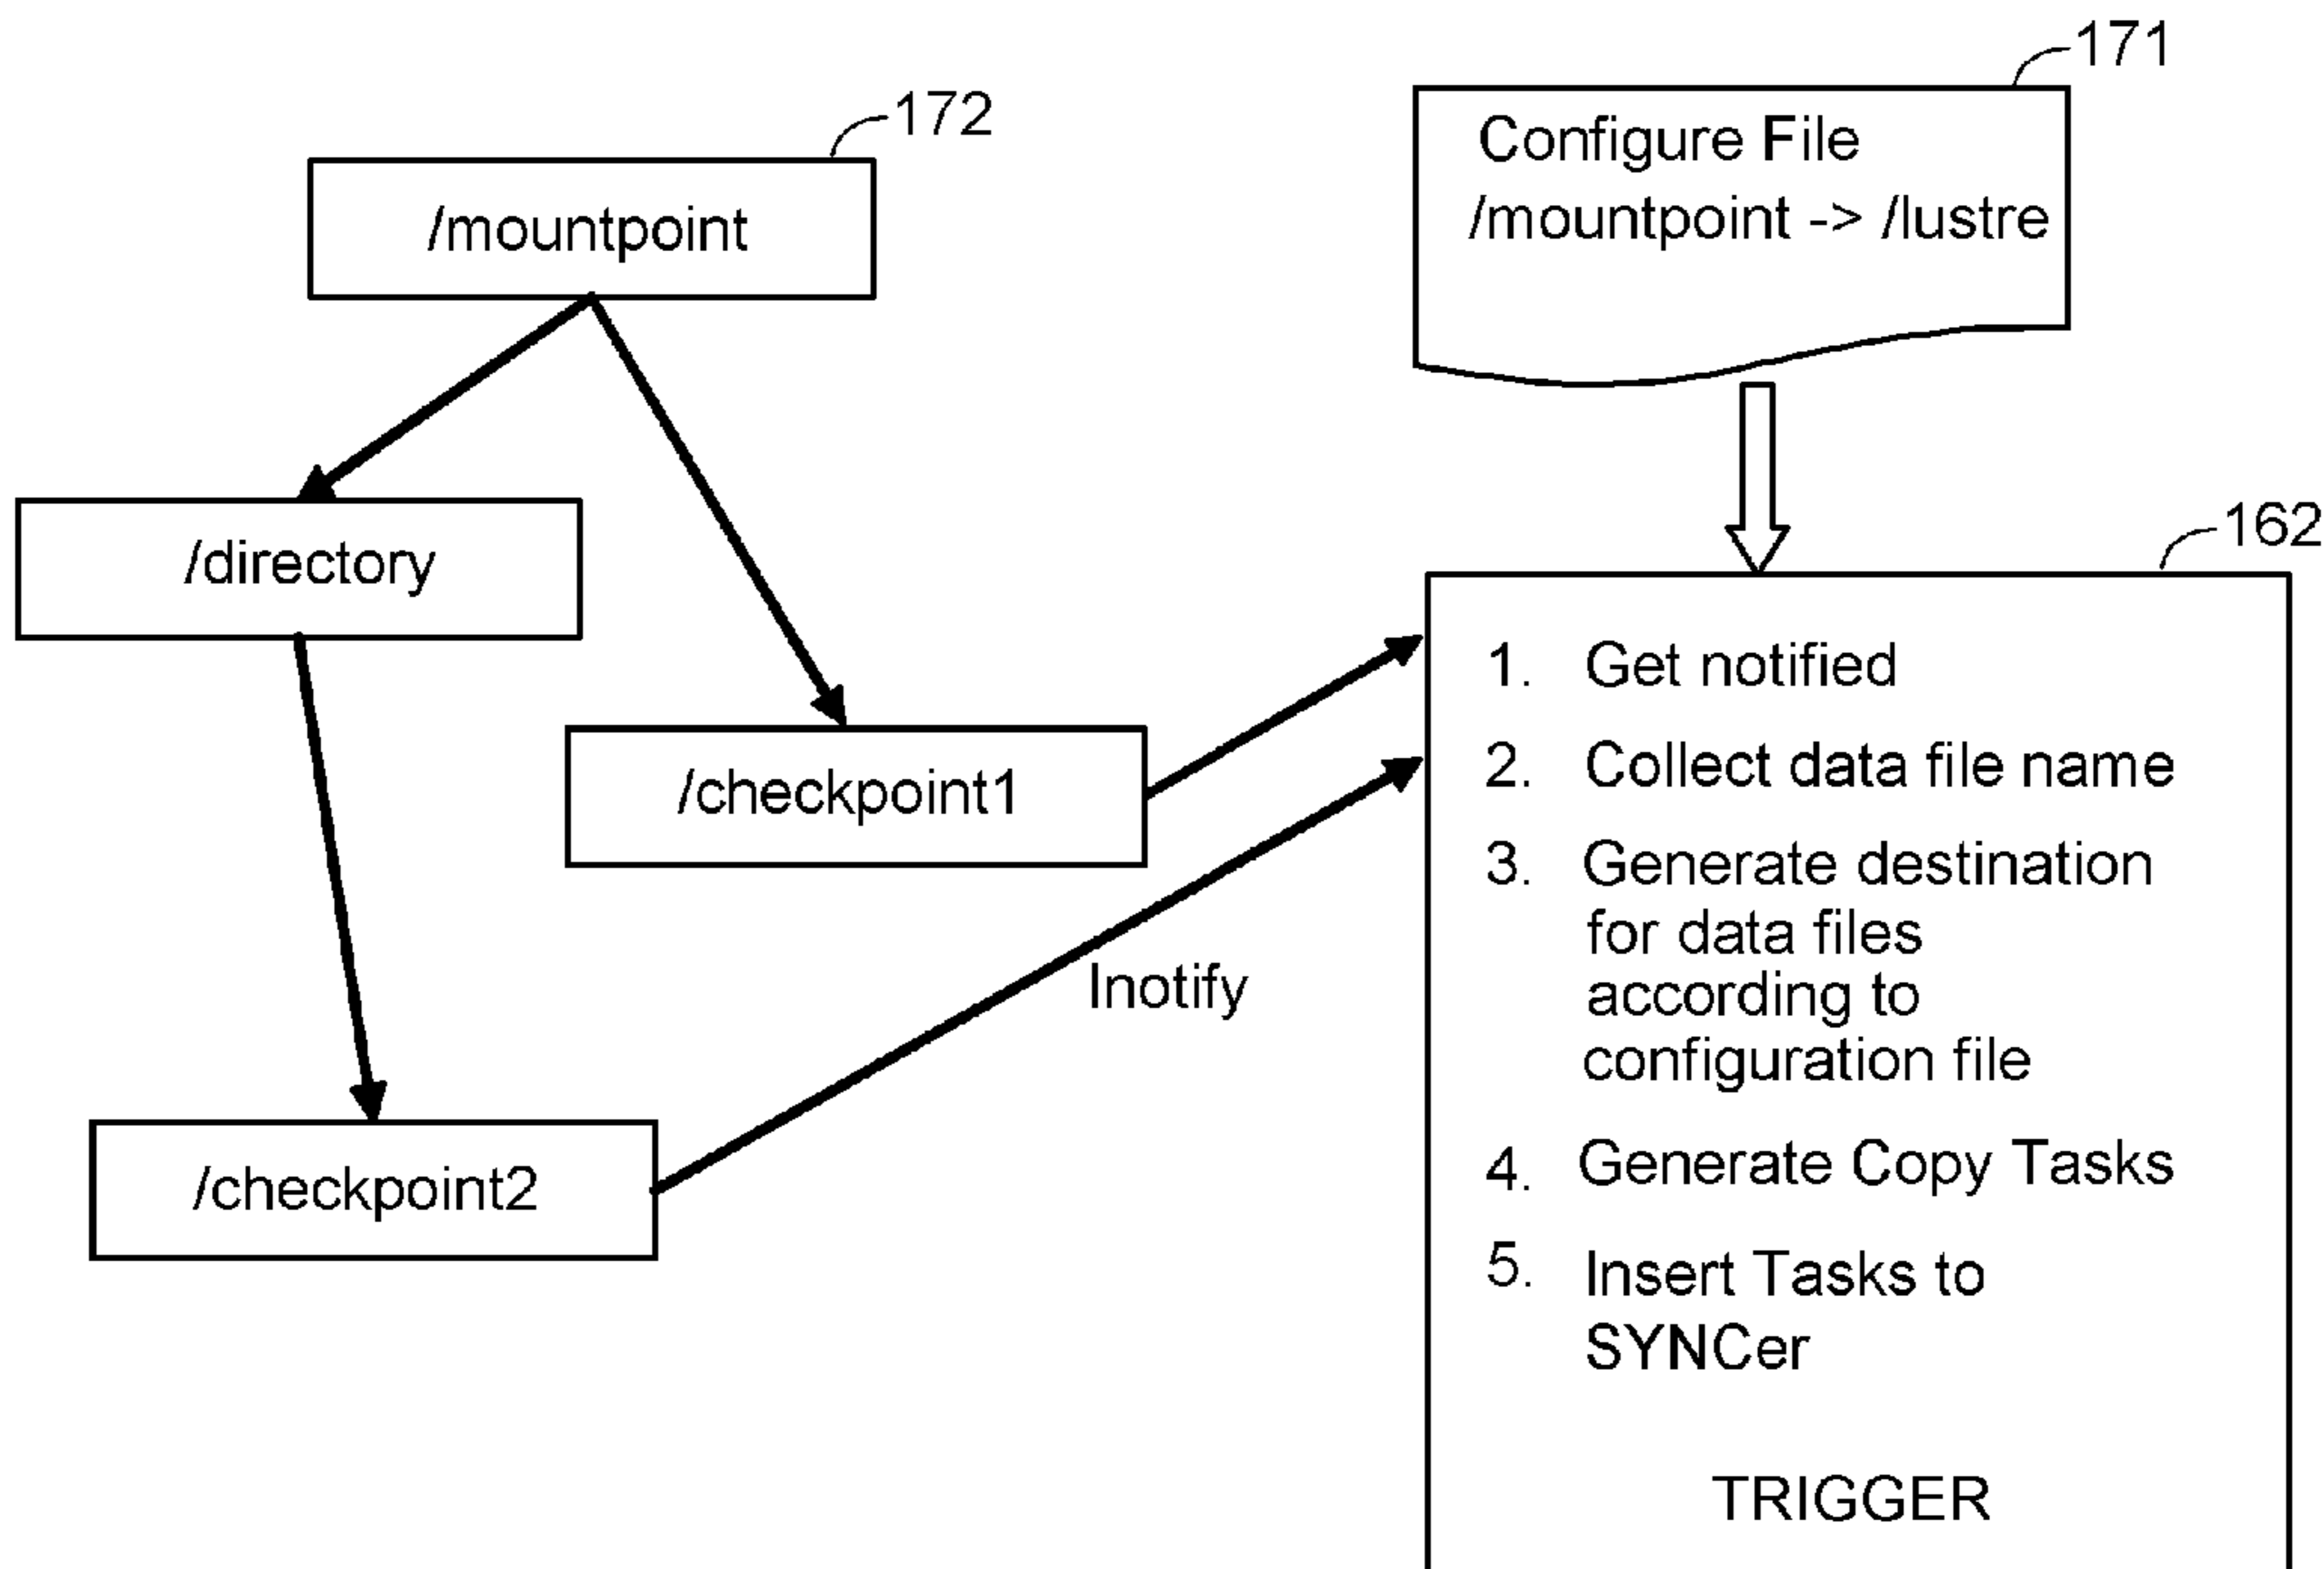 171
172
Configure File
/mountpoint -> /lustre
/mountpoint
162
/directory
1. Get notified
2. Collect data file name
/checkpoint1
3. Generate destination
for data files
according to
configuration file
Inotify
4. Generate Copy Tasks
/checkpoint2
5. Insert Tasks to
SYNCer
TRIGGER